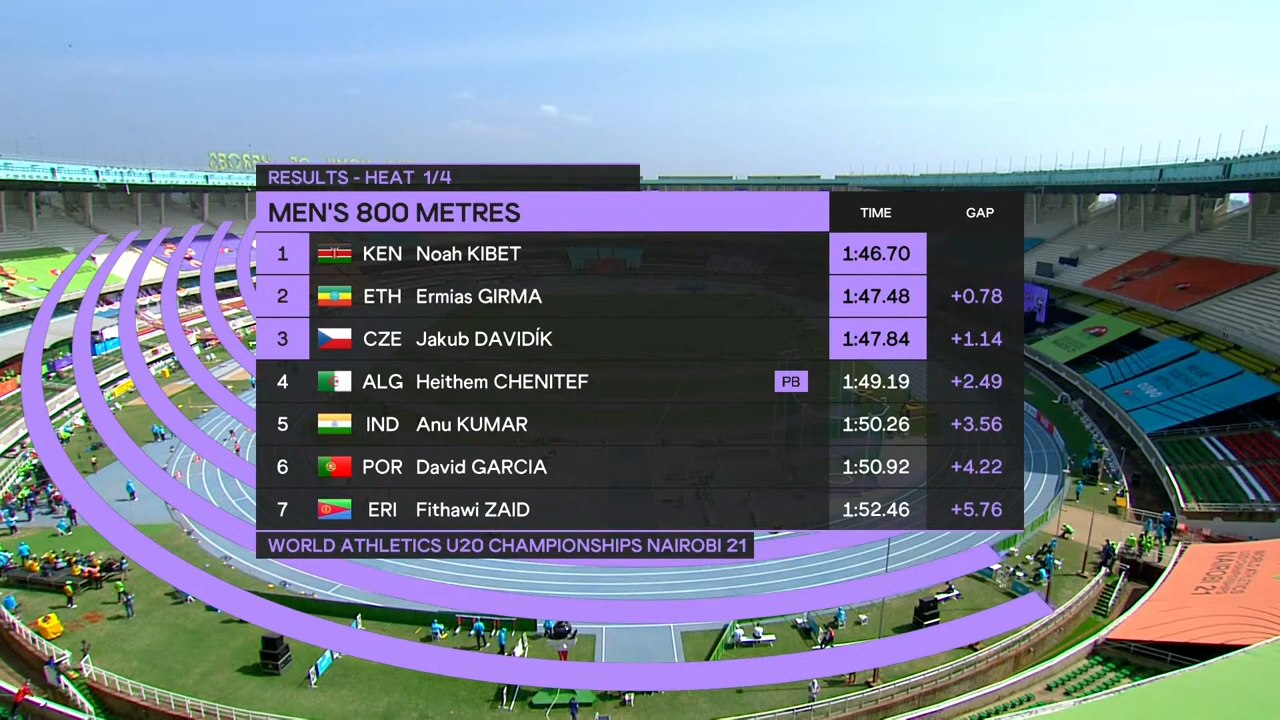 RESULTS - HEAT 1/4
MEN'S 800 METRES TIME GAP
1 KEN Noah KIBET 1:46.70
2 ETH Ermias GIRMA 1:47.48 +0.78
3 CZE Jakub DAVIDÍK 1:47.84 +1.14
4 ALG Heithem CHENITEF PB 1:49.19 +2.49
5 IND Anu KUMAR 1:50.26 +3.56
6 POR David GARCIA 1:50.92 +4.22
7 ERI Fithawi ZAID 1:52.46 +5.76
WORLD ATHLETICS U20 CHAMPIONSHIPS NAIROBI 21
NAIROBI 21